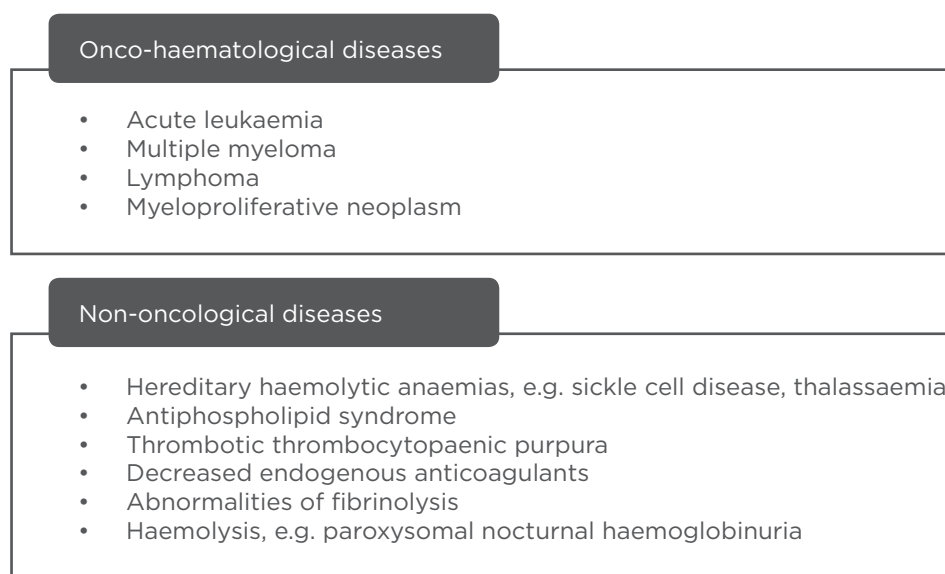 Onco-haematological diseases
• Acute leukaemia
• Multiple myeloma
• Lymphoma
• Myeloproliferative neoplasm
Non-oncological diseases
• Hereditary haemolytic anaemias, e.g. sickle cell disease, thalassaemia
• Antiphospholipid syndrome
• Thrombotic thrombocytopaenic purpura
• Decreased endogenous anticoagulants
• Abnormalities of fibrinolysis
• Haemolysis, e.g. paroxysmal nocturnal haemoglobinuria